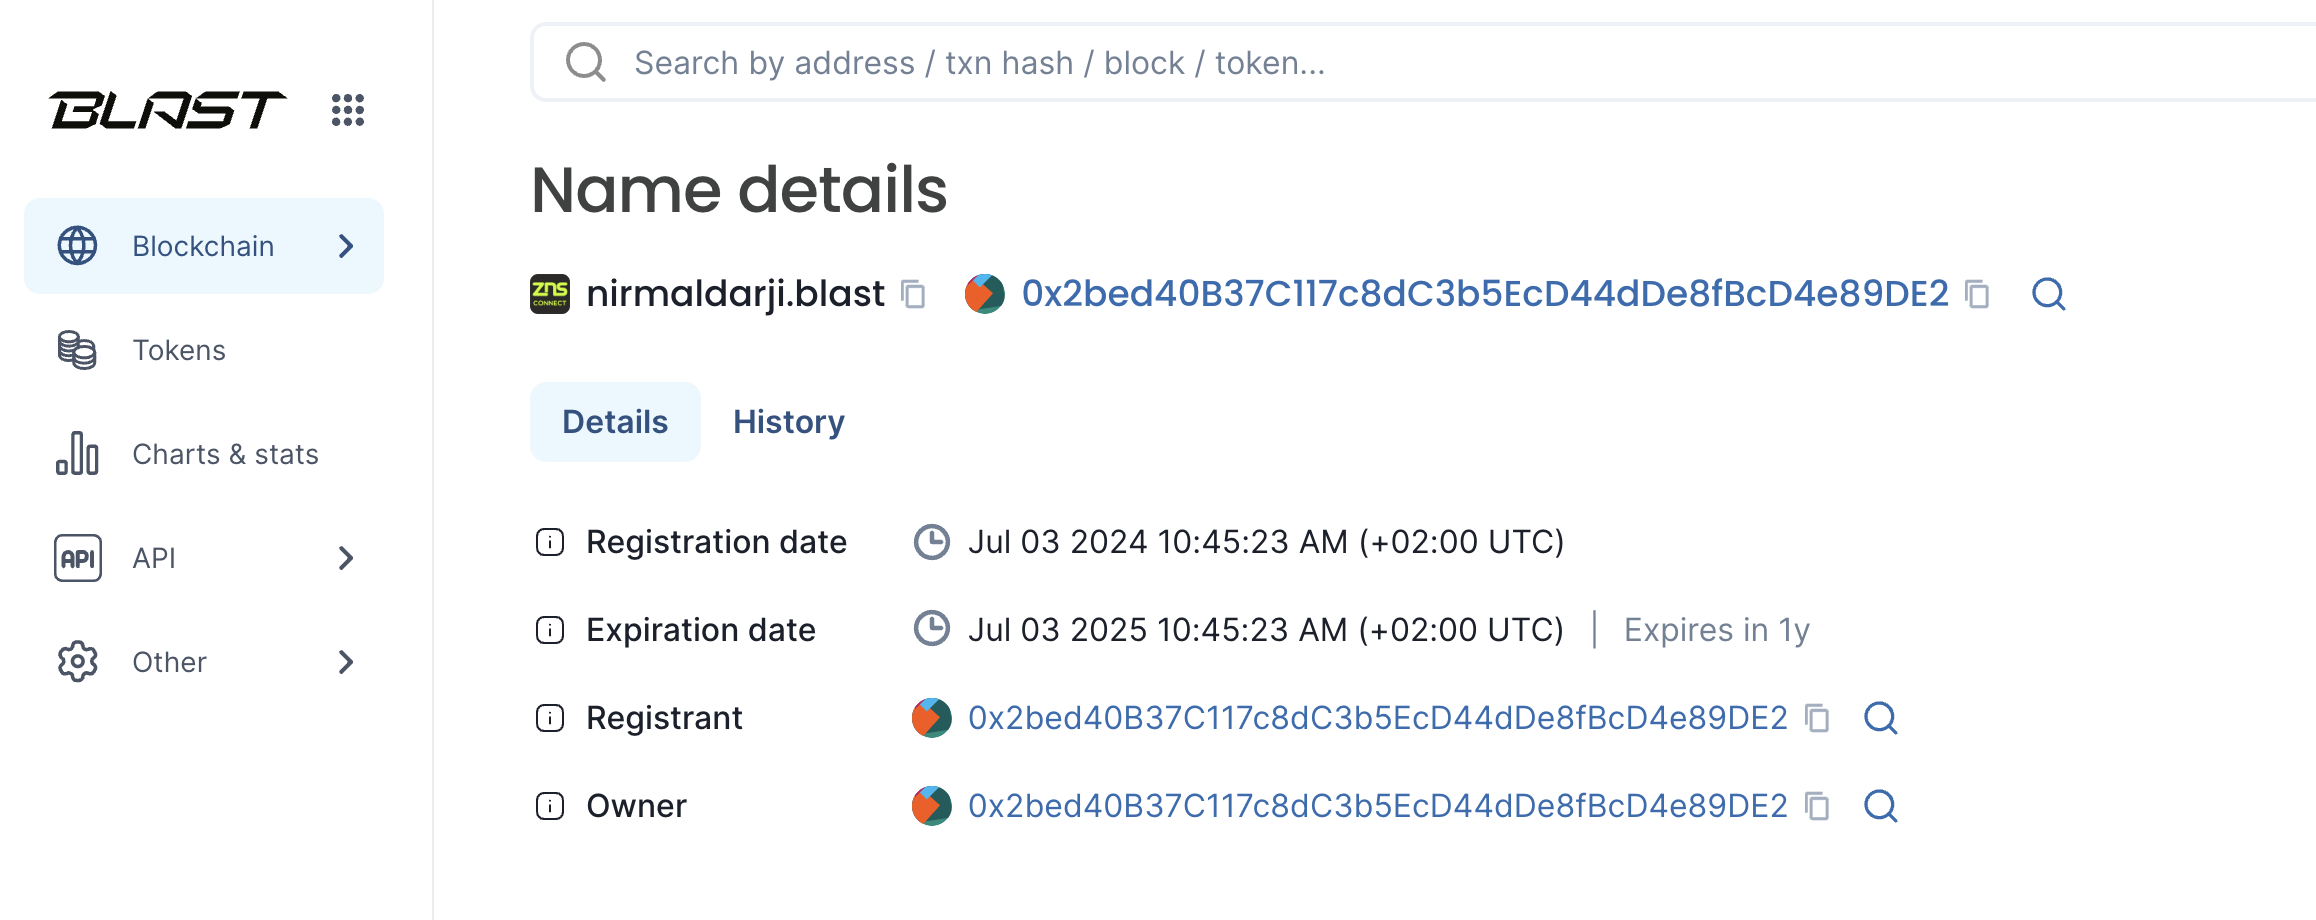 Search by address / txn hash / block / token...
BLAST
Blockchain
Tokens
Charts & stats
API API
Other
Name details
ZNS CONNECT nirmaldarji.blast 0x2bed40B37C117c8dC3b5EcD44dDe8fBcD4e89DE2
Details History
Registration date Jul 03 2024 10:45:23 AM (+02:00 UTC)
Expiration date Jul 03 2025 10:45:23 AM (+02:00 UTC) | Expires in 1y
Registrant 0x2bed40B37C117c8dC3b5EcD44dDe8fBcD4e89DE2
Owner 0x2bed40B37C117c8dC3b5EcD44dDe8fBcD4e89DE2